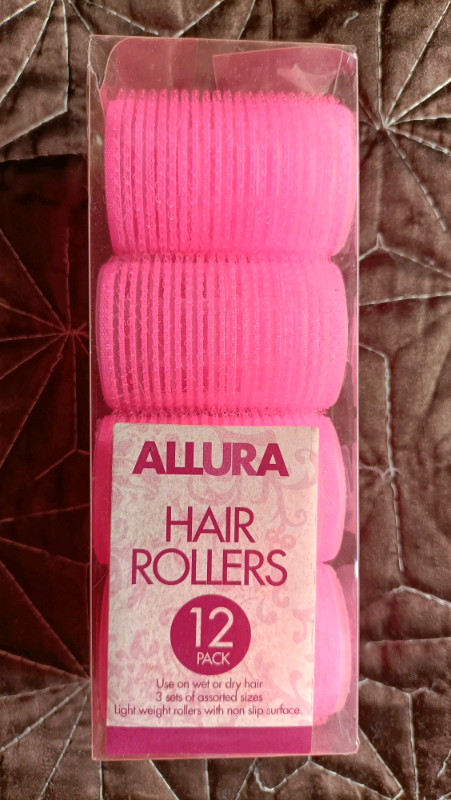 ALLURA
HAIR
ROLLERS
12
PACK
Use on wet or dry hair
3 sets of assorted sizes
Light weight rollers with non slip surface.